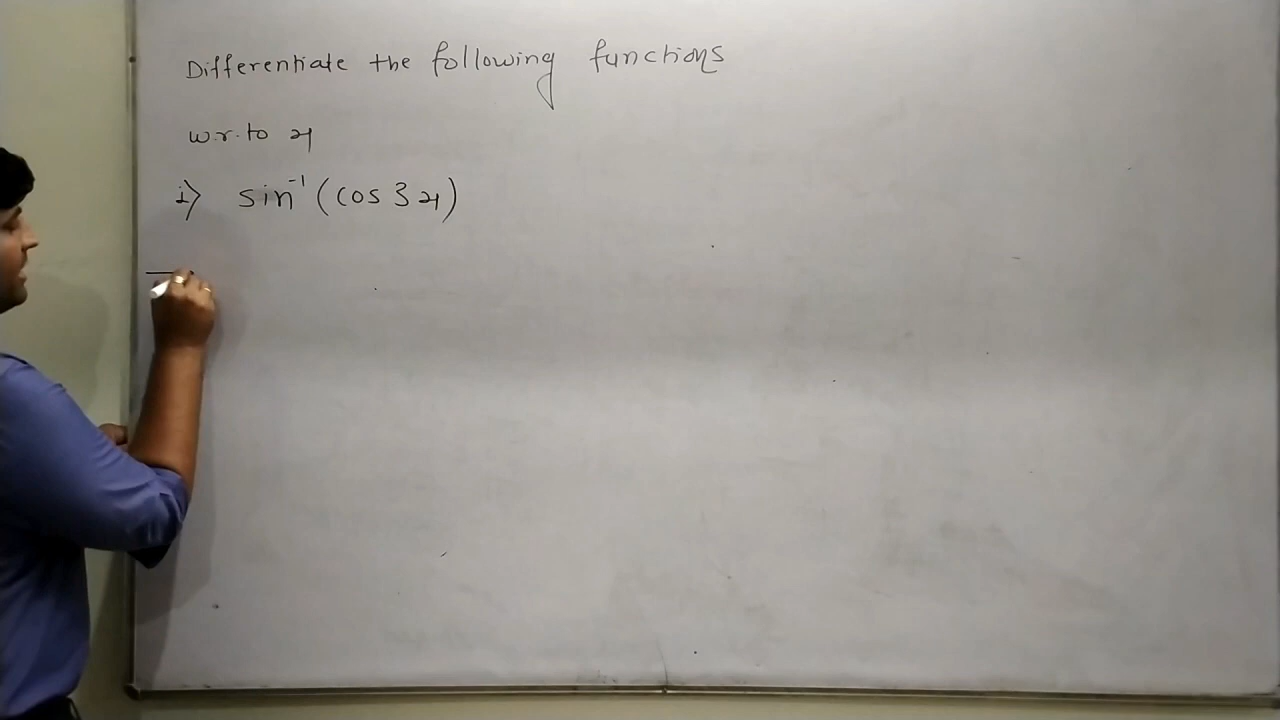 Differentiate the following functions
w.r.to x
i) sin⁻¹ (cos 3x)